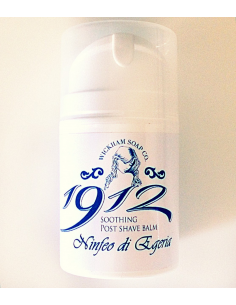 WICKHAM SOAP CO.
1912
SOOTHING
POST SHAVE BALM
Ninfeo di Egeria